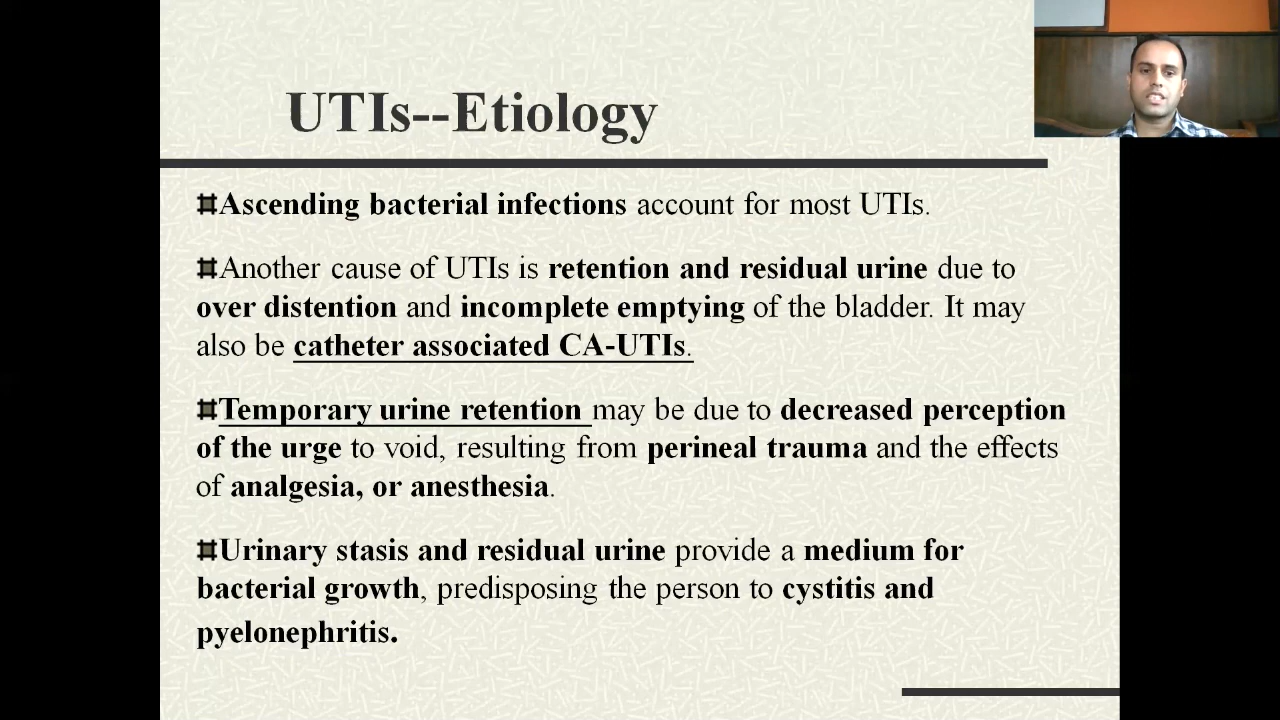 UTIs--Etiology
Ascending bacterial infections account for most UTIs.
Another cause of UTIs is retention and residual urine due to
over distention and incomplete emptying of the bladder. It may
also be catheter associated CA-UTIs.
Temporary urine retention may be due to decreased perception
of the urge to void, resulting from perineal trauma and the effects
of analgesia, or anesthesia.
Urinary stasis and residual urine provide a medium for
bacterial growth, predisposing the person to cystitis and
pyelonephritis.